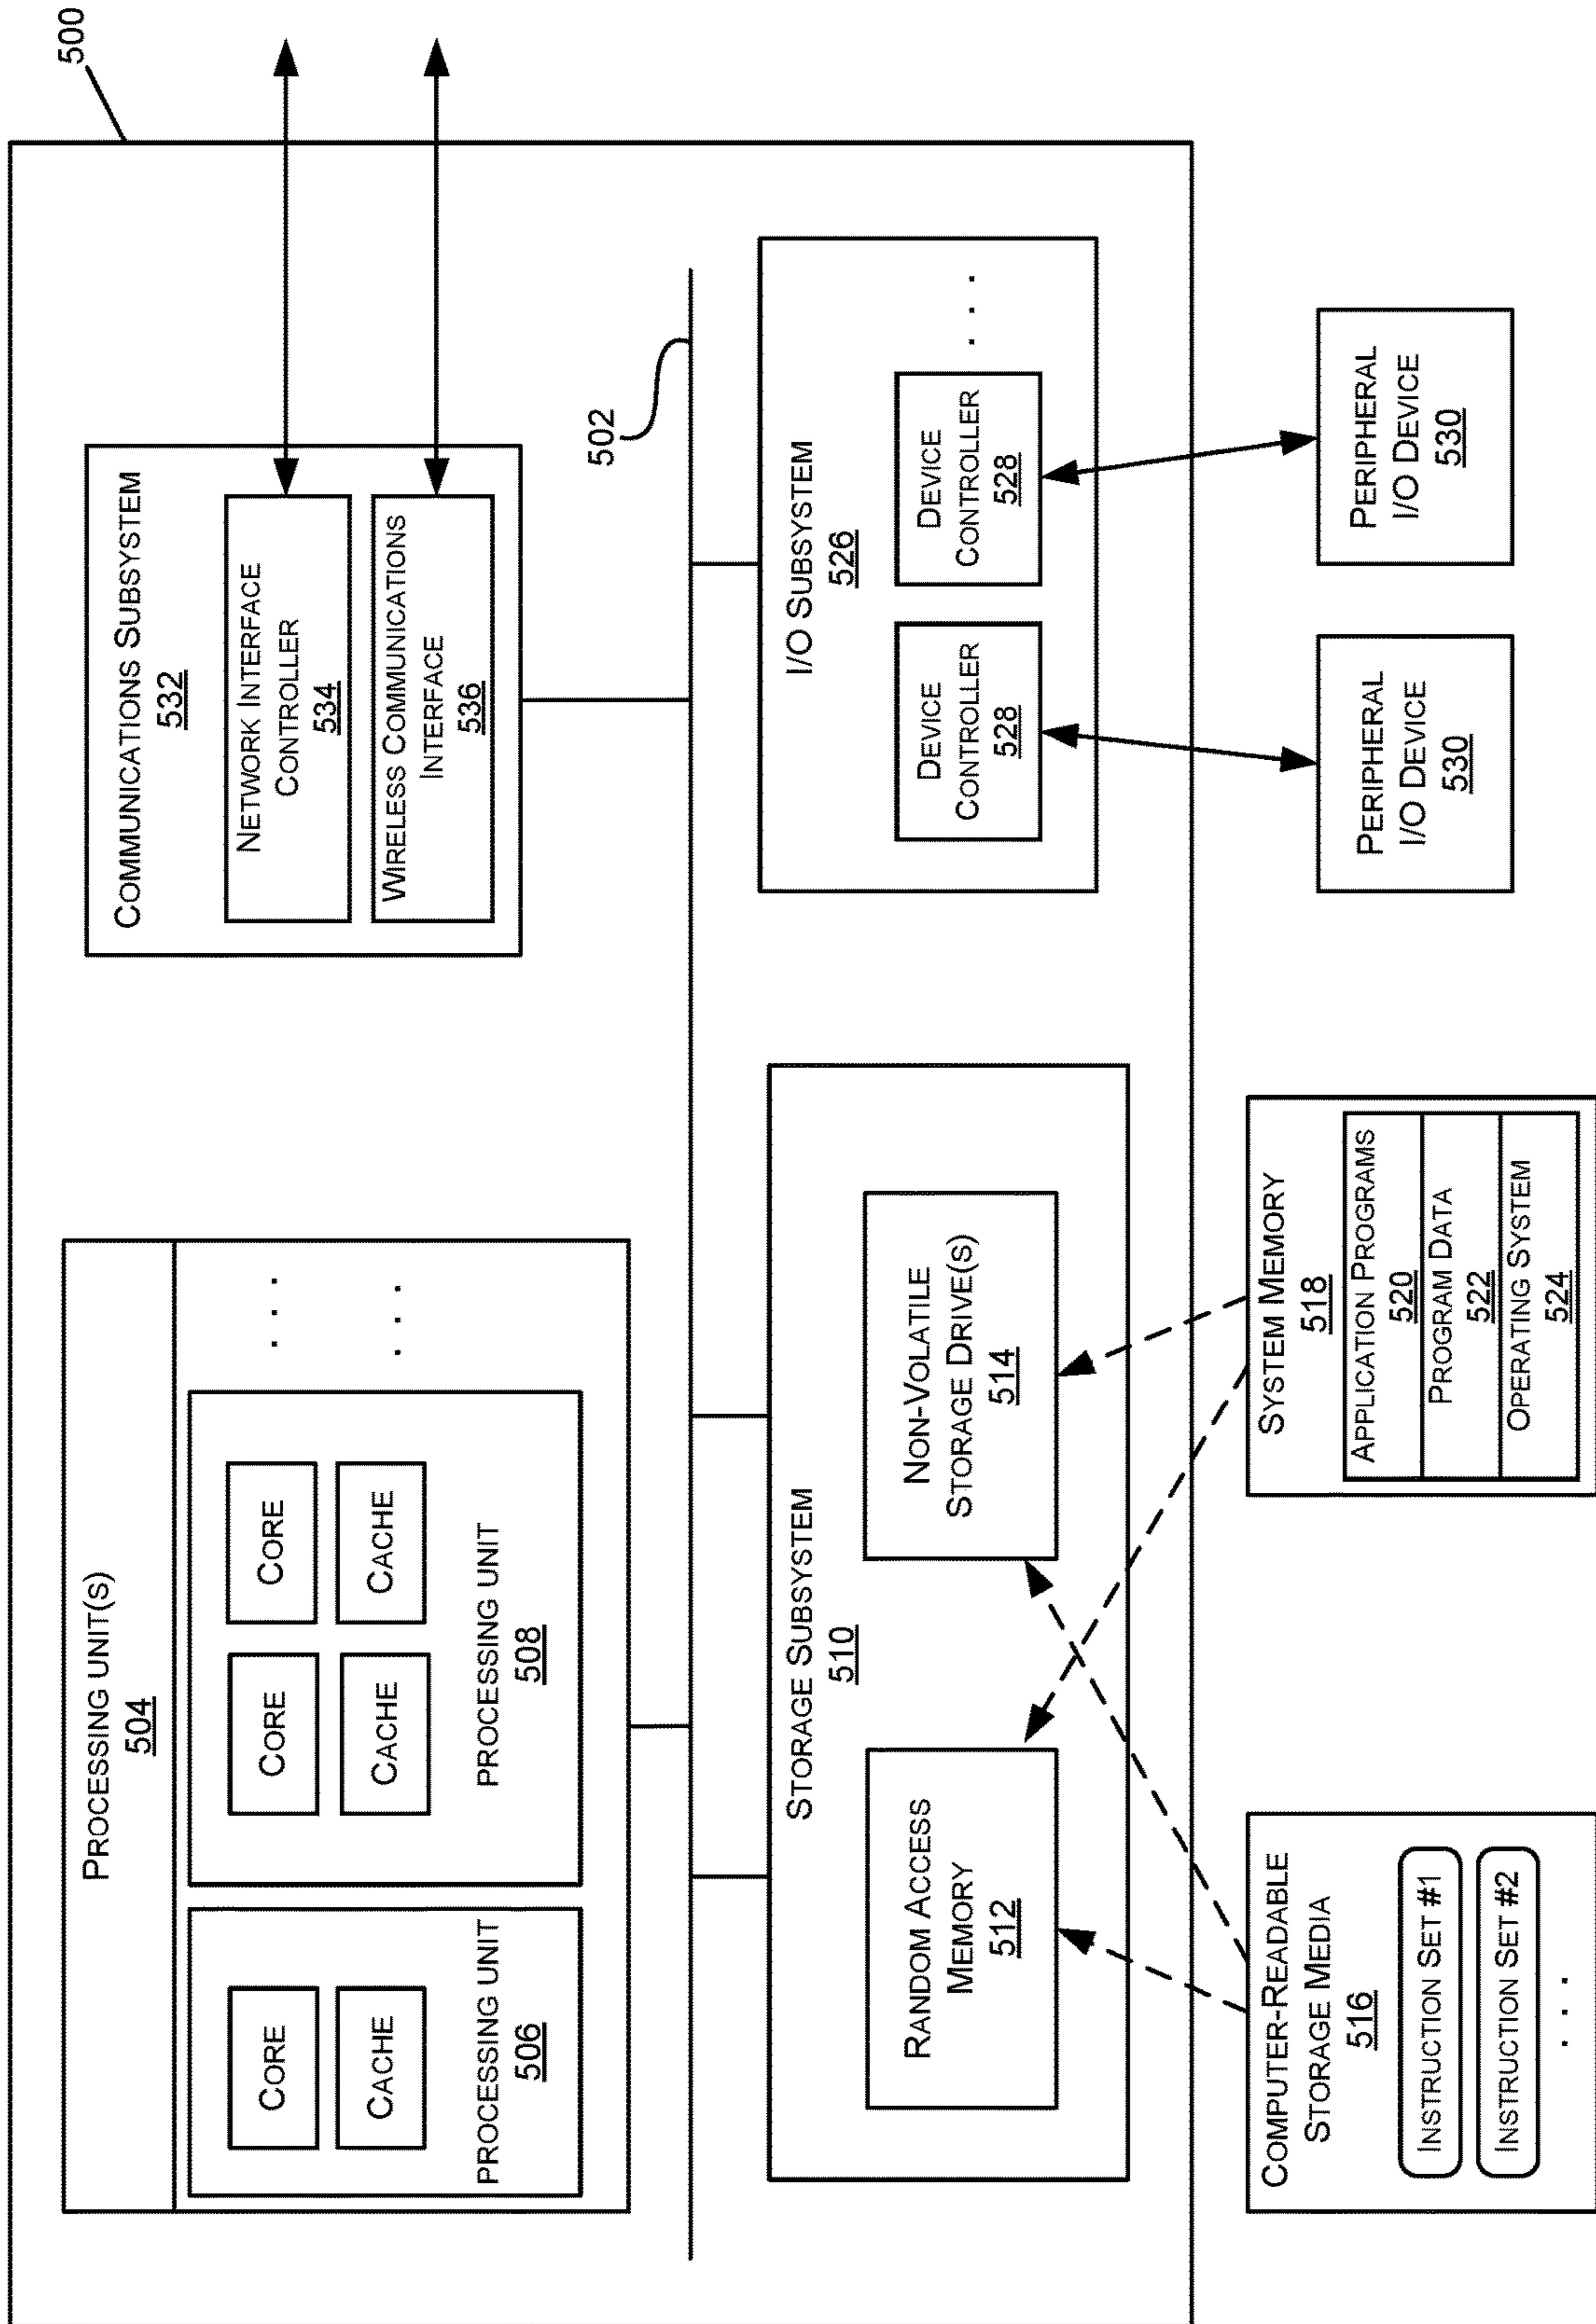 500
PROCESSING UNIT(S)
504
CORE
CACHE
PROCESSING UNIT
506
CORE
CORE
CACHE
CACHE
PROCESSING UNIT
508
. . .
. . .
COMMUNICATIONS SUBSYSTEM
532
NETWORK INTERFACE
CONTROLLER
534
WIRELESS COMMUNICATIONS
INTERFACE
536
502
STORAGE SUBSYSTEM
510
RANDOM ACCESS
MEMORY
512
NON-VOLATILE
STORAGE DRIVE(S)
514
I/O SUBSYSTEM
526
DEVICE
CONTROLLER
528
DEVICE
CONTROLLER
528
. . .
COMPUTER-READABLE
STORAGE MEDIA
516
INSTRUCTION SET #1
INSTRUCTION SET #2
. . .
SYSTEM MEMORY
518
APPLICATION PROGRAMS
520
PROGRAM DATA
522
OPERATING SYSTEM
524
PERIPHERAL
I/O DEVICE
530
PERIPHERAL
I/O DEVICE
530